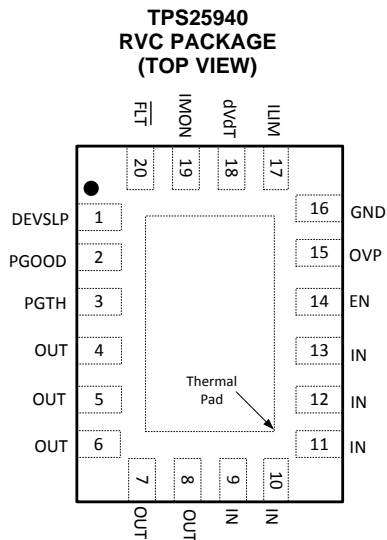 TPS25940
RVC PACKAGE
(TOP VIEW)
FLT
IMON
dVdT
ILIM
20
19
18
17
DEVSLP 1
16 GND
PGOOD 2
15 OVP
PGTH 3
14 EN
OUT 4
13 IN
OUT 5
12 IN
OUT 6
11 IN
Thermal
Pad
7
8
9
10
OUT
OUT
IN
IN